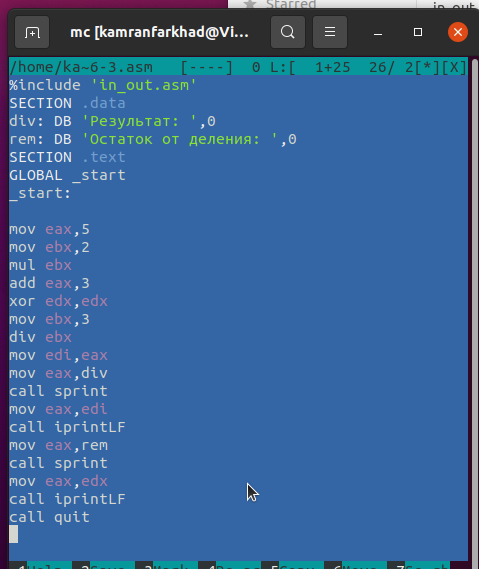 Starred
in_out
mc [kamranfarkhad@Vi...
/home/ka~6-3.asm [----] 0 L:[ 1+25 26/ 2[*][X]
%include 'in_out.asm'
SECTION .data
div: DB 'Результат: ',0
rem: DB 'Остаток от деления: ',0
SECTION .text
GLOBAL _start
_start:
mov eax,5
mov ebx,2
mul ebx
add eax,3
xor edx,edx
mov ebx,3
div ebx
mov edi,eax
mov eax,div
call sprint
mov eax,edi
call iprintLF
mov eax,rem
call sprint
mov eax,edx
call iprintLF
call quit